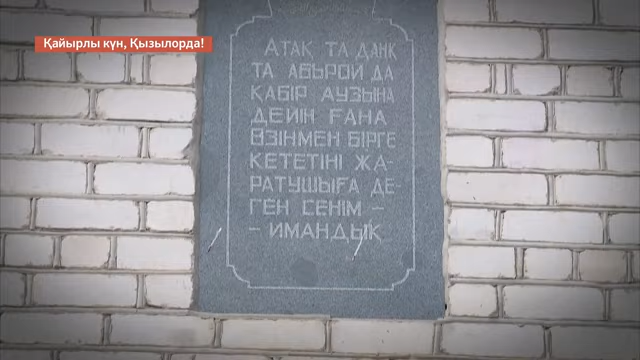 Қайырлы күн, Қызылорда!
АТАҚ ТА ДАҢҚ
ТА АБЫРОЙ ДА
ҚАБІР АУЗЫНА
ДЕЙІН ҒАНА
ӨЗІНМЕН БІРГЕ
КЕТЕТІНІ ЖА-
РАТУШЫҒА ДЕ-
ГЕН СЕНІМ -
- ИМАНДЫҚ